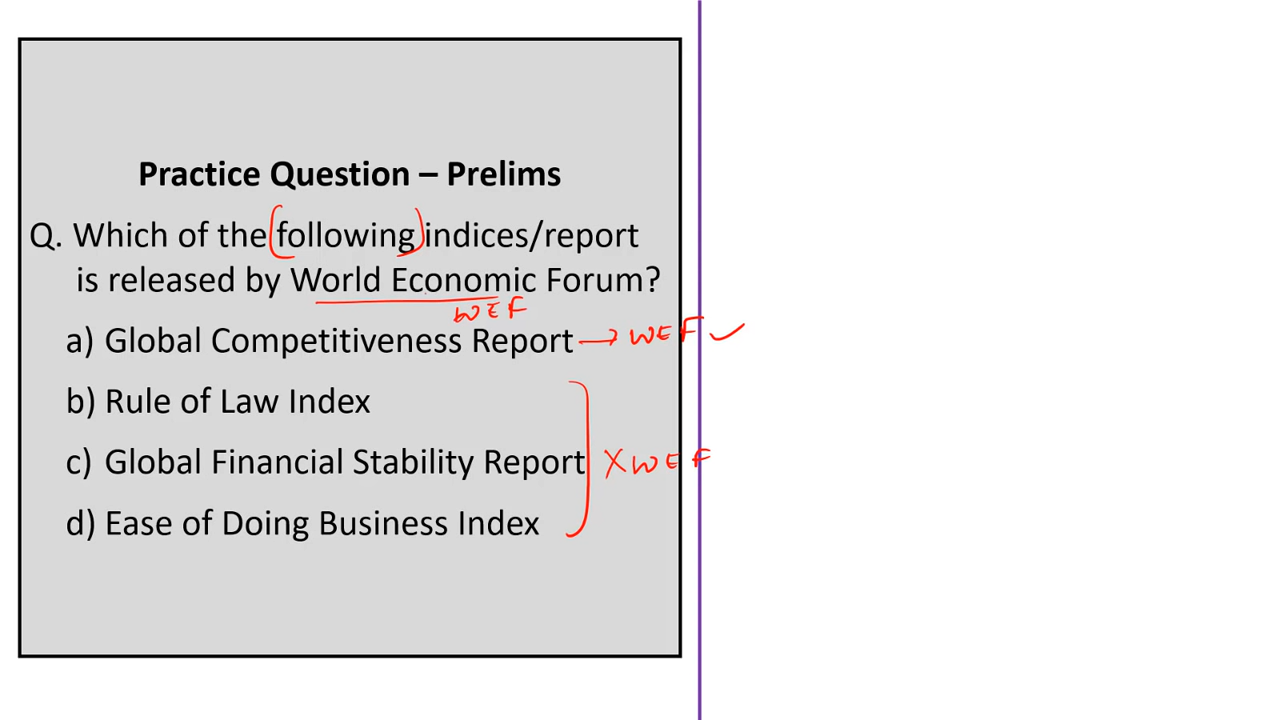 Practice Question – Prelims
Q. Which of the following indices/report
is released by World Economic Forum?
WEF
a) Global Competitiveness Report → WEF ✓
b) Rule of Law Index
c) Global Financial Stability Report X WEF
d) Ease of Doing Business Index